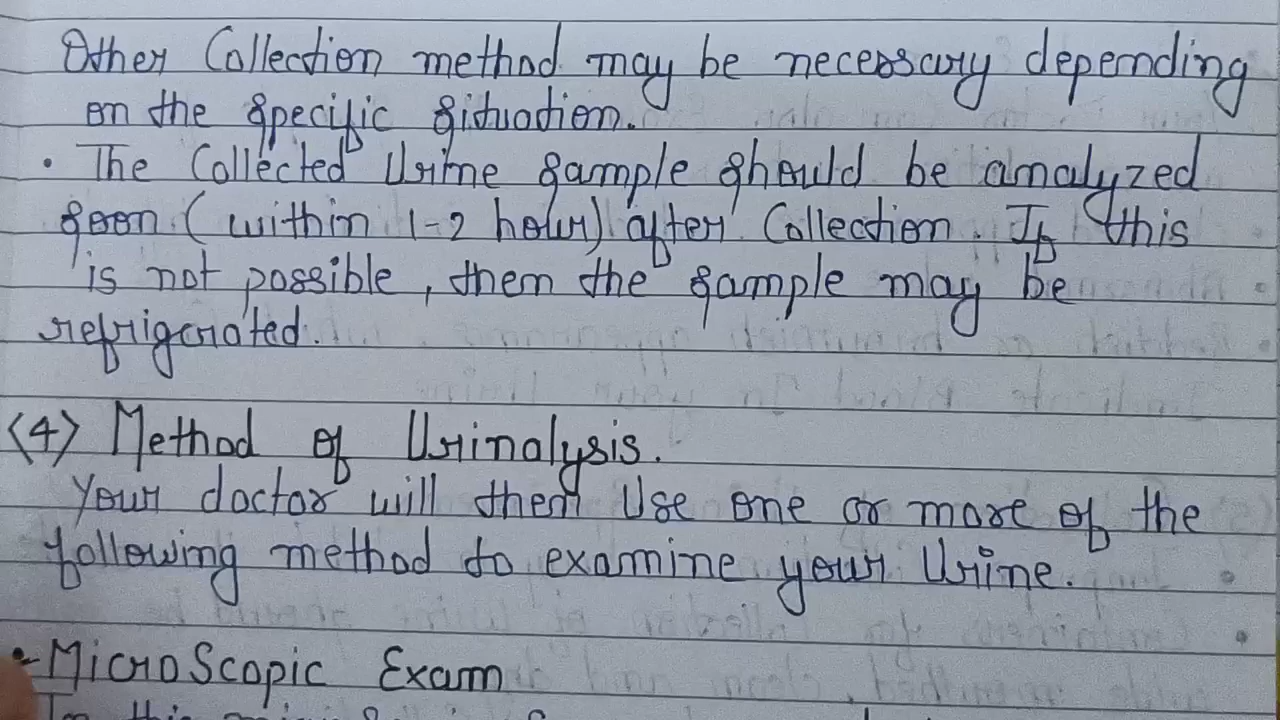 Other Collection method may be necessary depending
on the specific situation.
• The Collected Urine sample should be analyzed
soon (within 1-2 hour) after Collection. If this
is not possible, then the sample may be
refrigerated.
(4) Method of Urinalysis.
Your doctor will then Use one or more of the
following method to examine your Urine.
• MicroScopic Exam
In this